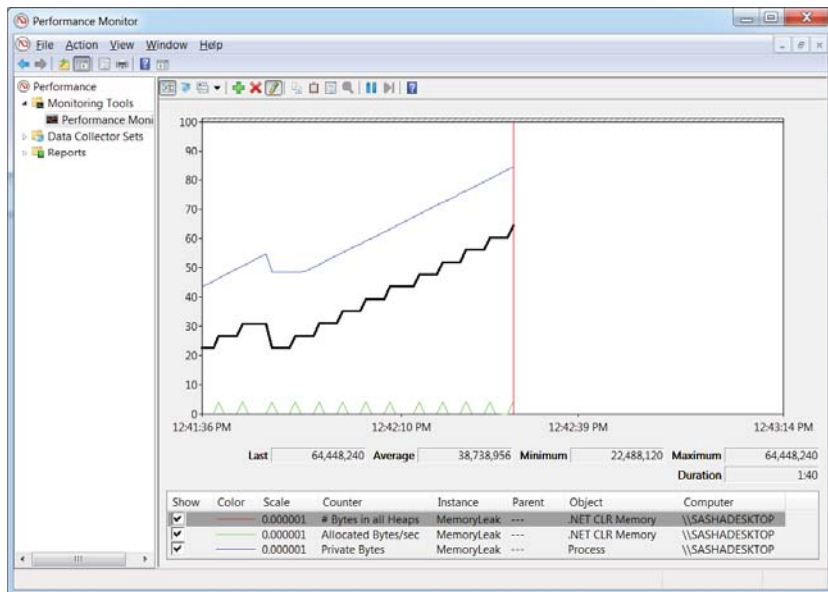 Performance Monitor
File Action View Window Help
Performance
Monitoring Tools
Performance Moni
Data Collector Sets
Reports
100
90
80
70
60
50
40
30
20
10
0
12:41:36 PM 12:42:10 PM 12:42:39 PM 12:43:14 PM
Last 64,448,240 Average 38,738,956 Minimum 22,488,120 Maximum 64,448,240
Duration 1:40
Show Color Scale Counter Instance Parent Object Computer
0.000001 # Bytes in all Heaps MemoryLeak --- .NET CLR Memory \\SASHADESKTOP
0.000001 Allocated Bytes/sec MemoryLeak --- .NET CLR Memory \\SASHADESKTOP
0.000001 Private Bytes MemoryLeak --- Process \\SASHADESKTOP